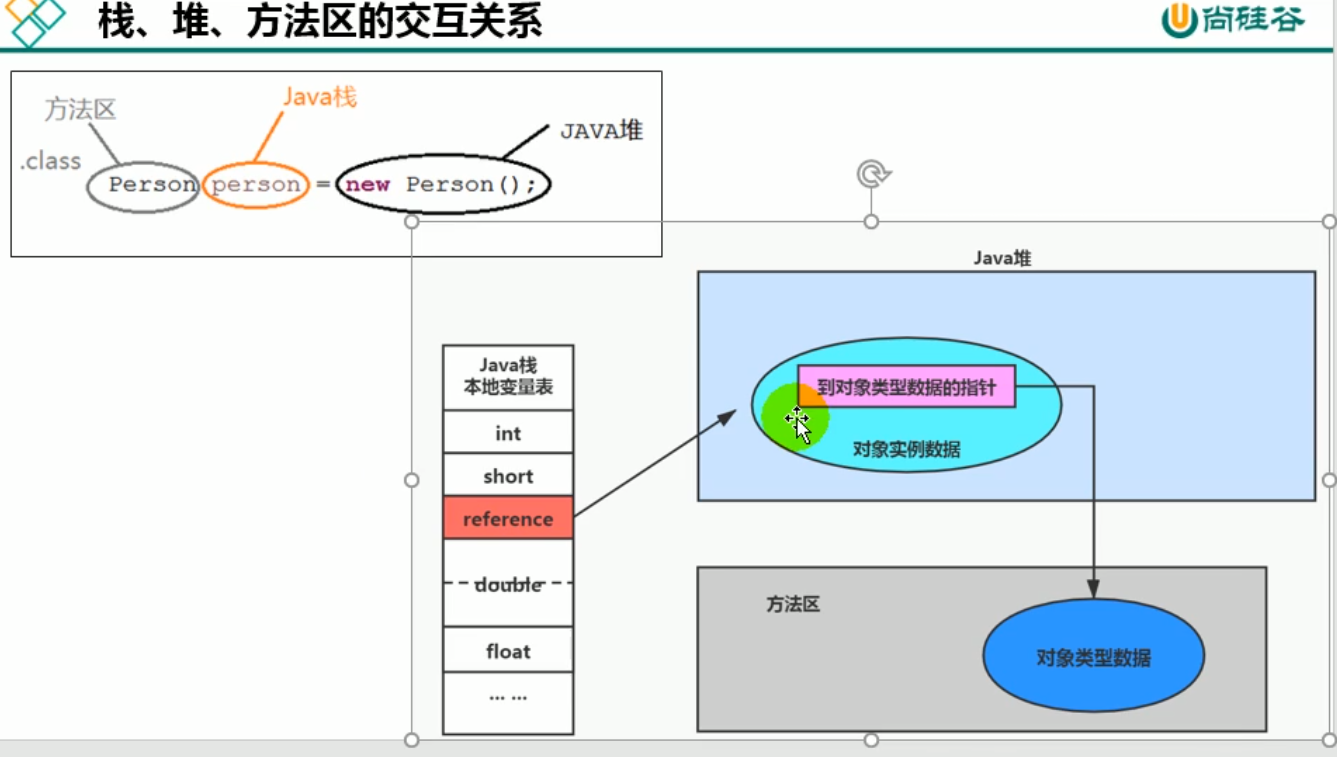 栈、堆、方法区的交互关系
尚硅谷
方法区
Java栈
JAVA堆
.class
Person person = new Person();
Java堆
Java栈
本地变量表
int
short
reference
double
float
... ...
到对象类型数据的指针
对象实例数据
方法区
对象类型数据